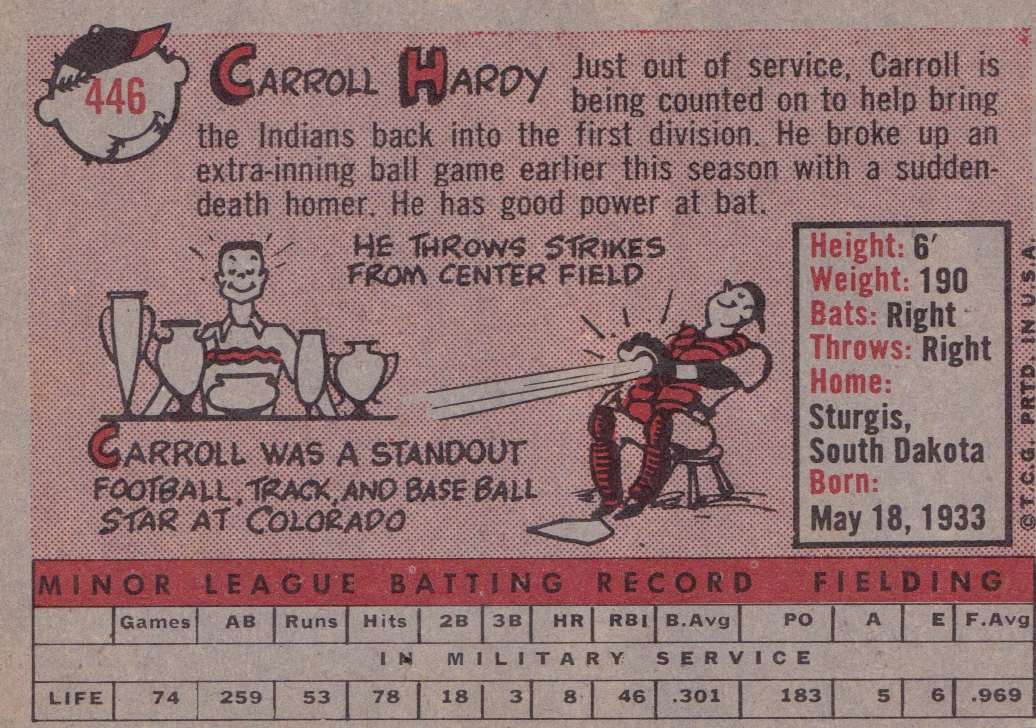 446
CARROLL HARDY
Just out of service, Carroll is
being counted on to help bring
the Indians back into the first division. He broke up an
extra-inning ball game earlier this season with a sudden-
death homer. He has good power at bat.
HE THROWS STRIKES
FROM CENTER FIELD
CARROLL WAS A STANDOUT
FOOTBALL, TRACK, AND BASEBALL
STAR AT COLORADO
Height: 6'
Weight: 190
Bats: Right
Throws: Right
Home:
Sturgis,
South Dakota
Born:
May 18, 1933
© T.C.G. PRTD. IN U.S.A.
MINOR LEAGUE BATTING RECORD FIELDING
Games AB Runs Hits 2B 3B HR RBI B.Avg PO A E F.Avg
IN MILITARY SERVICE
LIFE 74 259 53 78 18 3 8 46 .301 183 5 6 .969